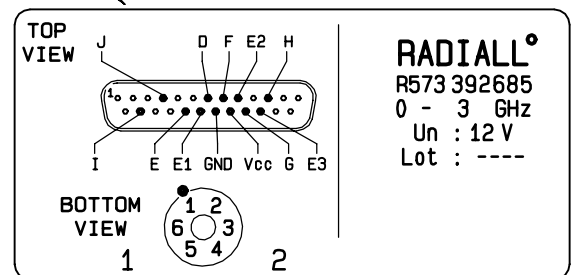 TOP
VIEW
J D F E2 H
1
I E E1 GND Vcc G E3
BOTTOM
VIEW
1 2
6 3
5 4
1 2
RADIALL°
R573 392685
0 - 3 GHz
Un : 12 V
Lot : ----